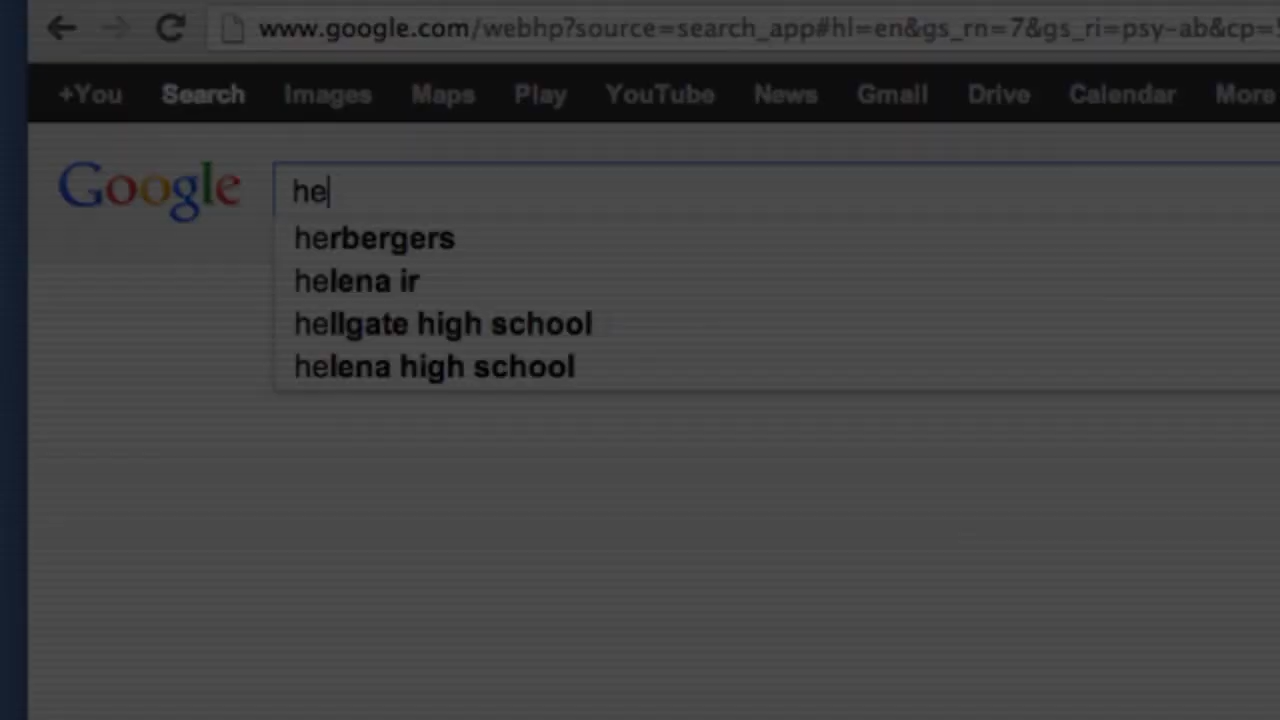 www.google.com/webhp?source=search_app#hl=en&gs_rn=7&gs_ri=psy-ab&cp=
+You Search Images Maps Play YouTube News Gmail Drive Calendar More
Google he
herbergers
helena ir
hellgate high school
helena high school